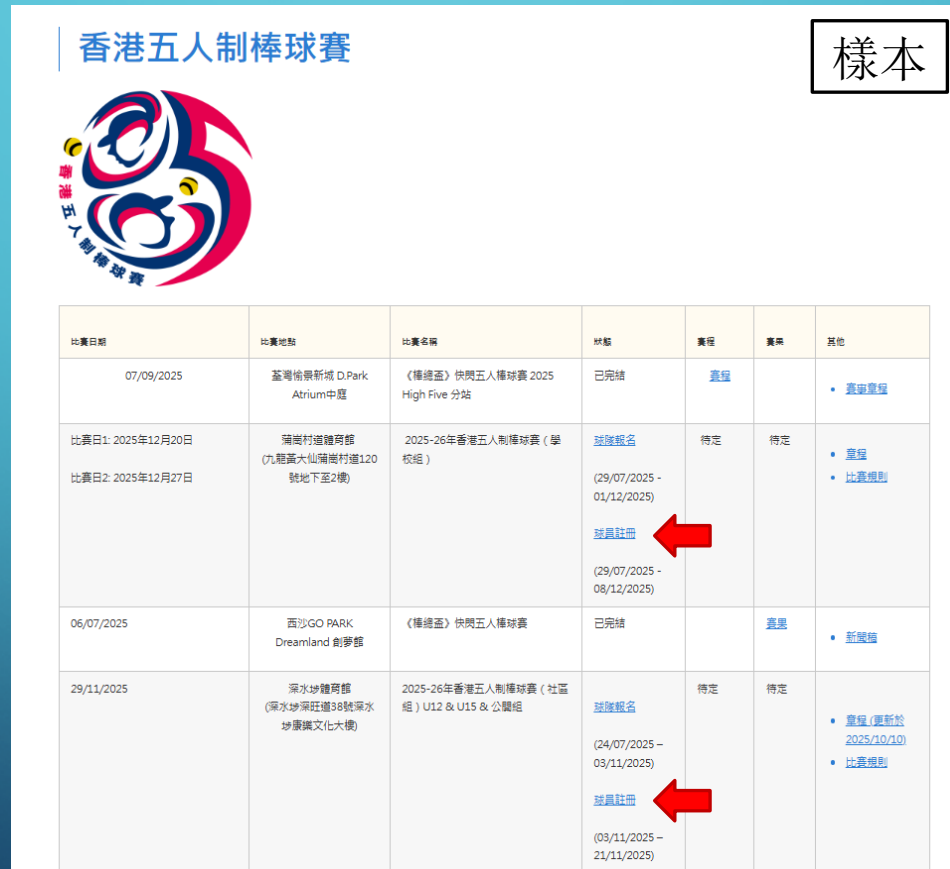 香港五人制棒球賽
樣本
香港五人制棒球賽
比賽日期 比賽地點 比賽名稱 狀態 賽程 賽果 其他
07/09/2025 荃灣愉景新城 D.Park 《棒總盃》快閃五人棒球賽 2025 已完結 賽程
Atrium中庭 High Five 分站
• 賽事章程
比賽日1: 2025年12月20日 蒲崗村道體育館 2025-26年香港五人制棒球賽 ( 學 球隊報名 待定 待定
(九龍黃大仙蒲崗村道120 校組 ) • 章程
比賽日2: 2025年12月27日 號地下至2樓) (29/07/2025 - • 比賽規則
01/12/2025)
球員註冊
(29/07/2025 -
08/12/2025)
06/07/2025 西沙GO PARK 《棒總盃》快閃五人棒球賽 已完結 賽果
Dreamland 創夢館 • 新聞稿
29/11/2025 深水埗體育館 2025-26年香港五人制棒球賽 ( 社區 待定 待定
(深水埗深旺道38號深水 組 ) U12 & U15 & 公開組 球隊報名
埗康樂文化大樓) • 章程 (更新於
(24/07/2025 – 2025/10/10)
03/11/2025) • 比賽規則
球員註冊
(03/11/2025 –
21/11/2025)